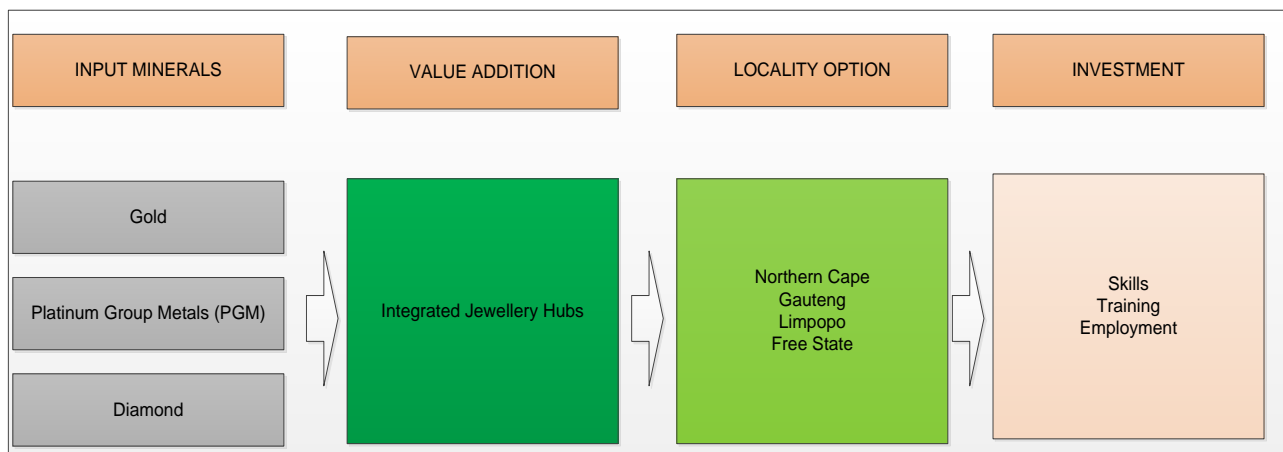 INPUT MINERALS
VALUE ADDITION
LOCALITY OPTION
INVESTMENT
Gold
Platinum Group Metals (PGM)
Diamond
Integrated Jewellery Hubs
Northern Cape
Gauteng
Limpopo
Free State
Skills
Training
Employment